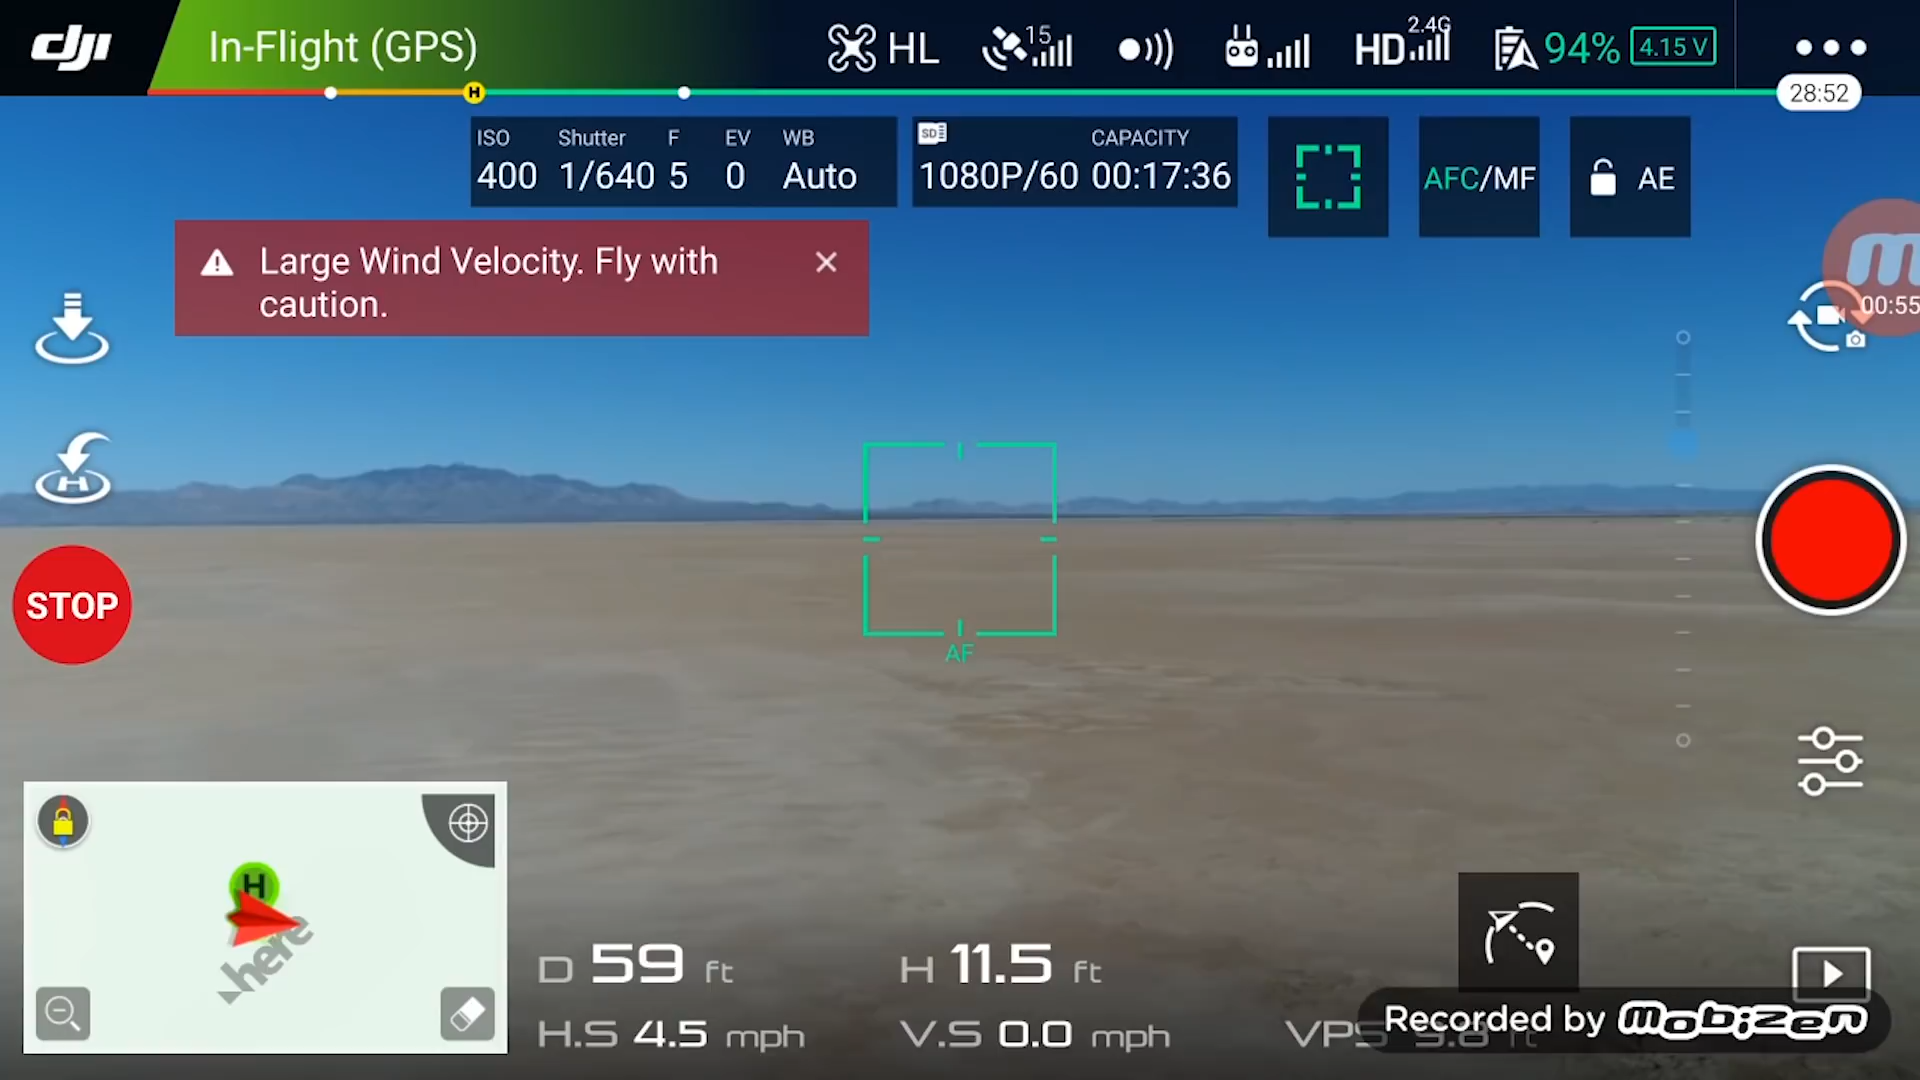 dji
In-Flight (GPS)
HL
15
HD 2.4G
94% 4.15 V
H
28:52
ISO Shutter F EV WB
400 1/640 5 0 Auto
SD CAPACITY
1080P/60 00:17:36
AFC/MF
AE
Large Wind Velocity. Fly with
caution.
m
00:55
H
STOP
AF
H
here
D 59 ft H 11.5 ft
H.S 4.5 mph V.S 0.0 mph VPS 9.8 ft
Recorded by mobizen